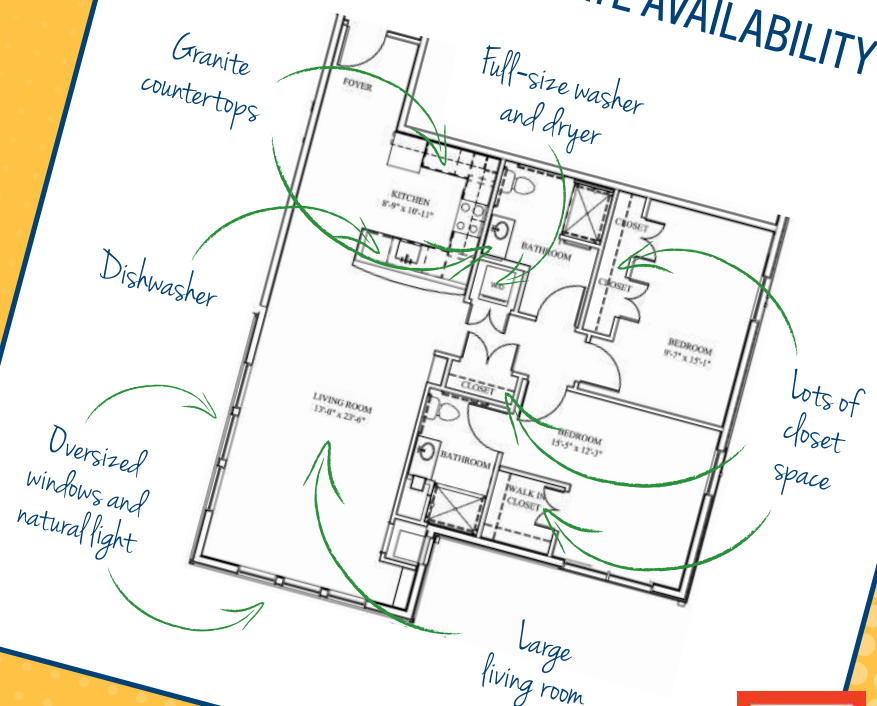 AVAILABILITY
Granite
countertops
Full-size washer
and dryer
FOYER
KITCHEN
8'-9" x 10'-11"
BATHROOM
CLOSET
CLOSET
W/D
Dishwasher
BEDROOM
9'-7" x 15'-1"
CLOSET
LIVING ROOM
13'-0" x 23'-6"
BEDROOM
15'-5" x 12'-3"
BATHROOM
WALK IN
CLOSET
Lots of
closet
space
Oversized
windows and
natural light
Large
living room